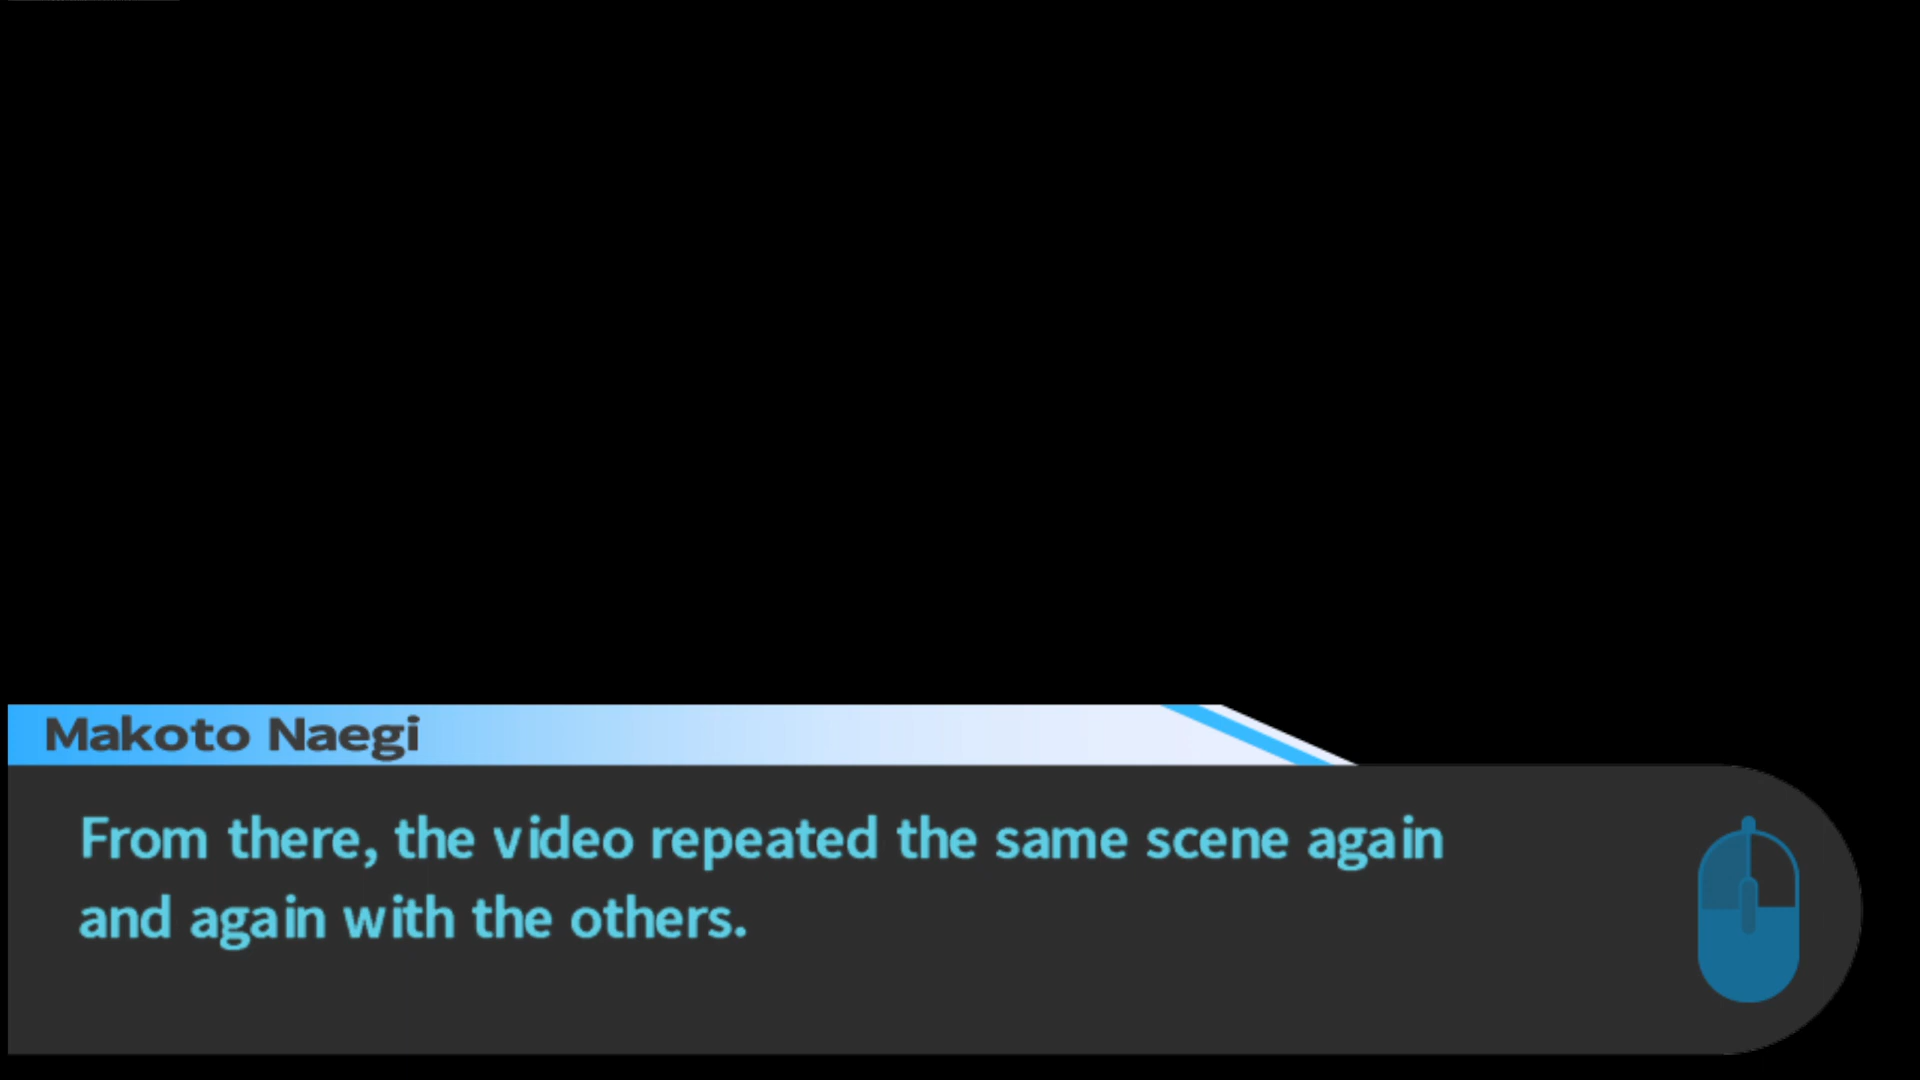 Makoto Naegi
From there, the video repeated the same scene again
and again with the others.